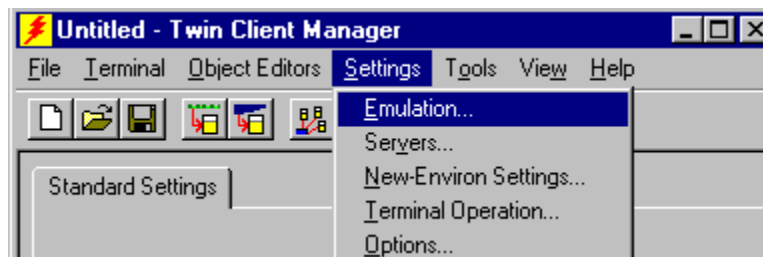 Untitled - Twin Client Manager
File Terminal Object Editors Settings Tools View Help
Emulation...
Servers...
Standard Settings
New-Environ Settings...
Terminal Operation...
Options...